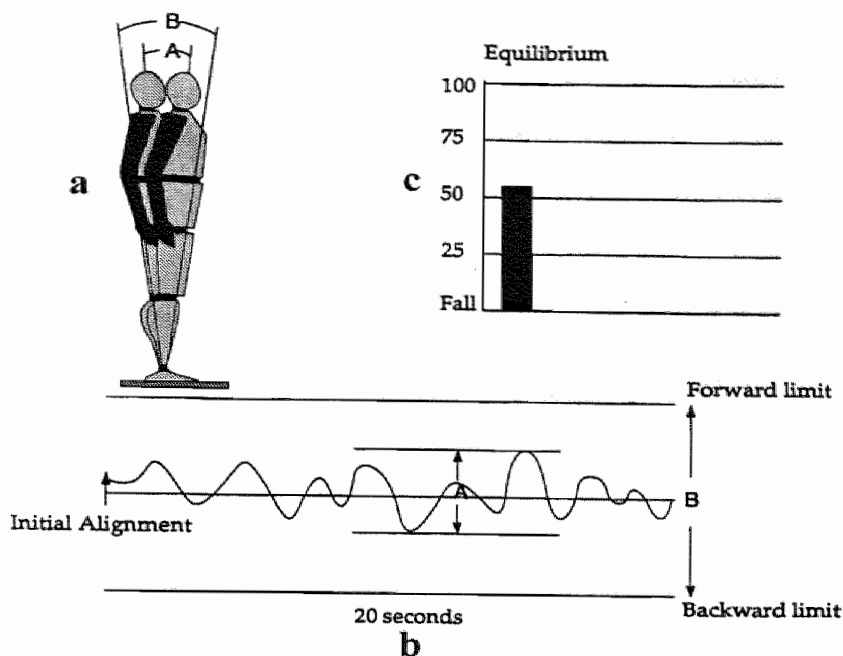 B
A
a
Equilibrium
100
75
c
50
25
Fall
Forward limit
A
B
Initial Alignment
Backward limit
20 seconds
b